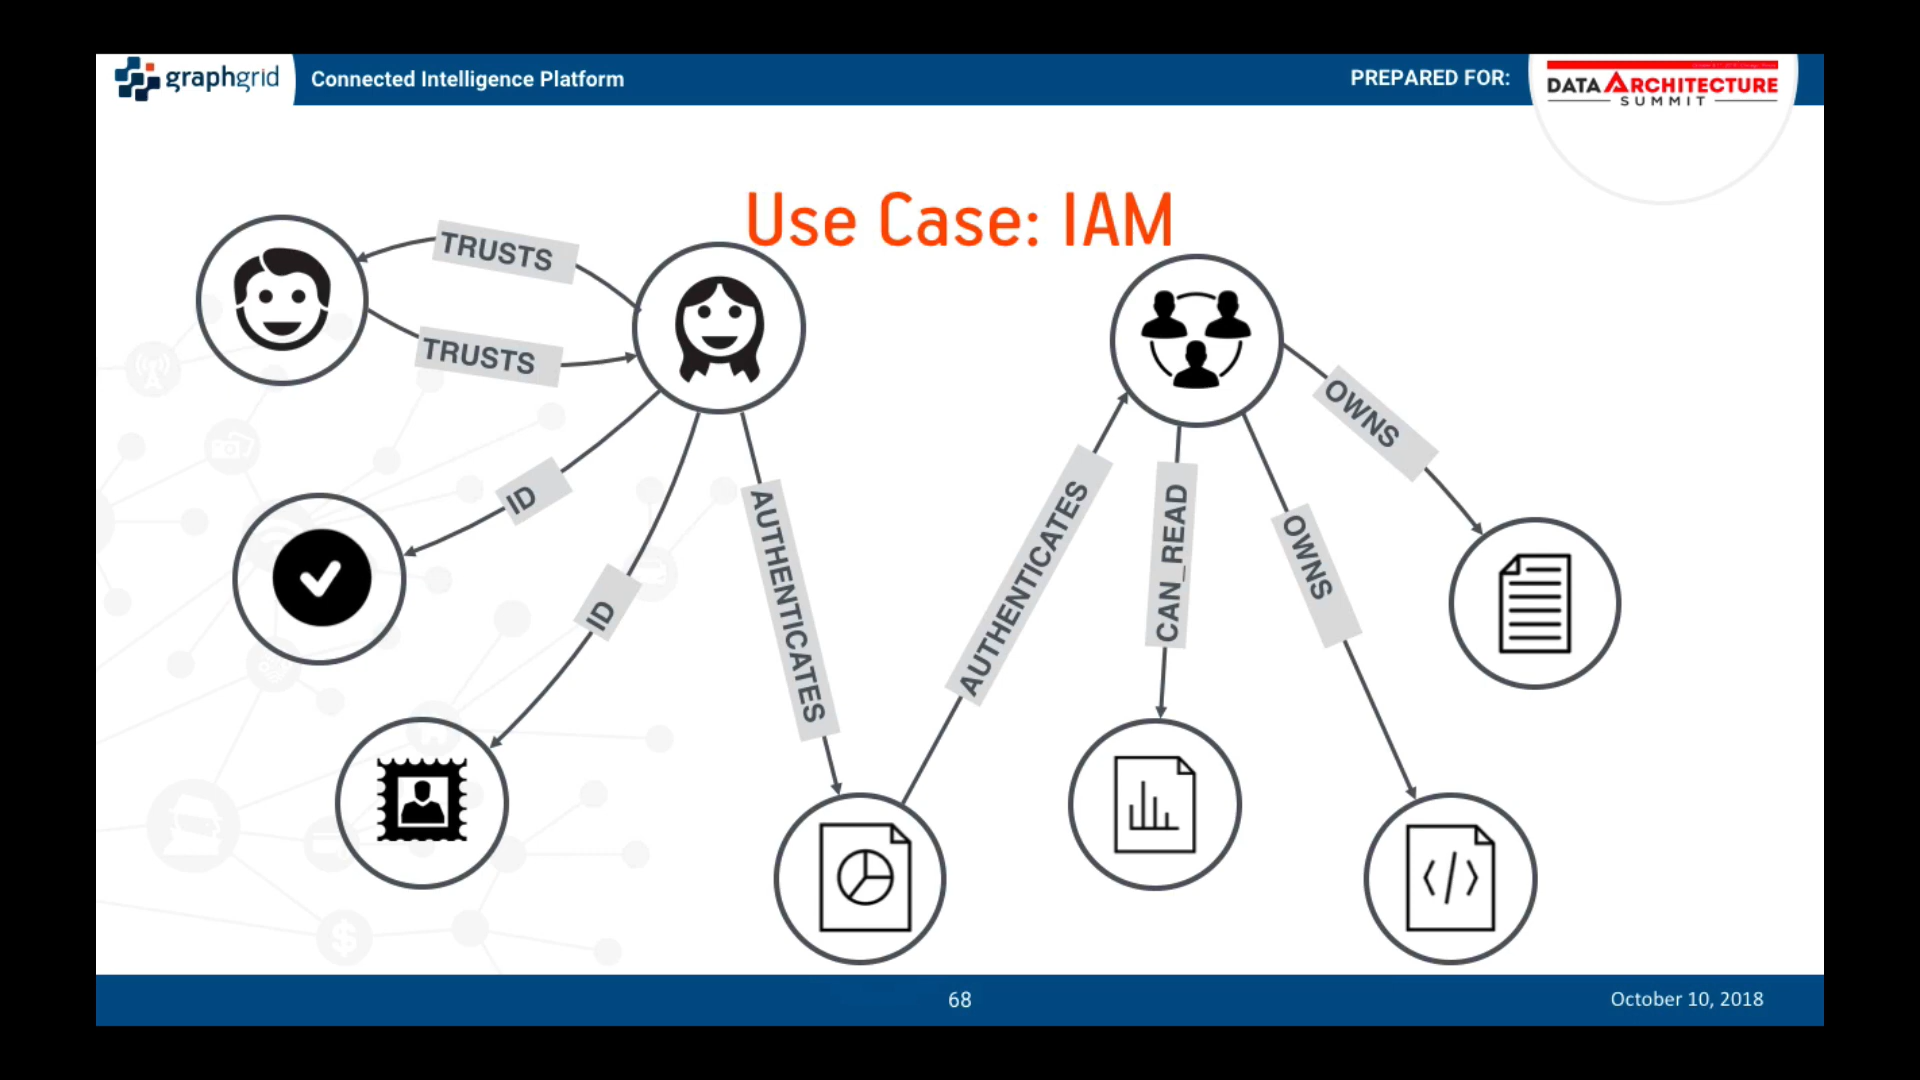 graphgrid
Connected Intelligence Platform
PREPARED FOR:
DATA ARCHITECTURE
SUMMIT
Use Case: IAM
TRUSTS
TRUSTS
ID
ID
AUTHENTICATES
AUTHENTICATES
CAN_READ
OWNS
OWNS
</>
$
68
October 10, 2018